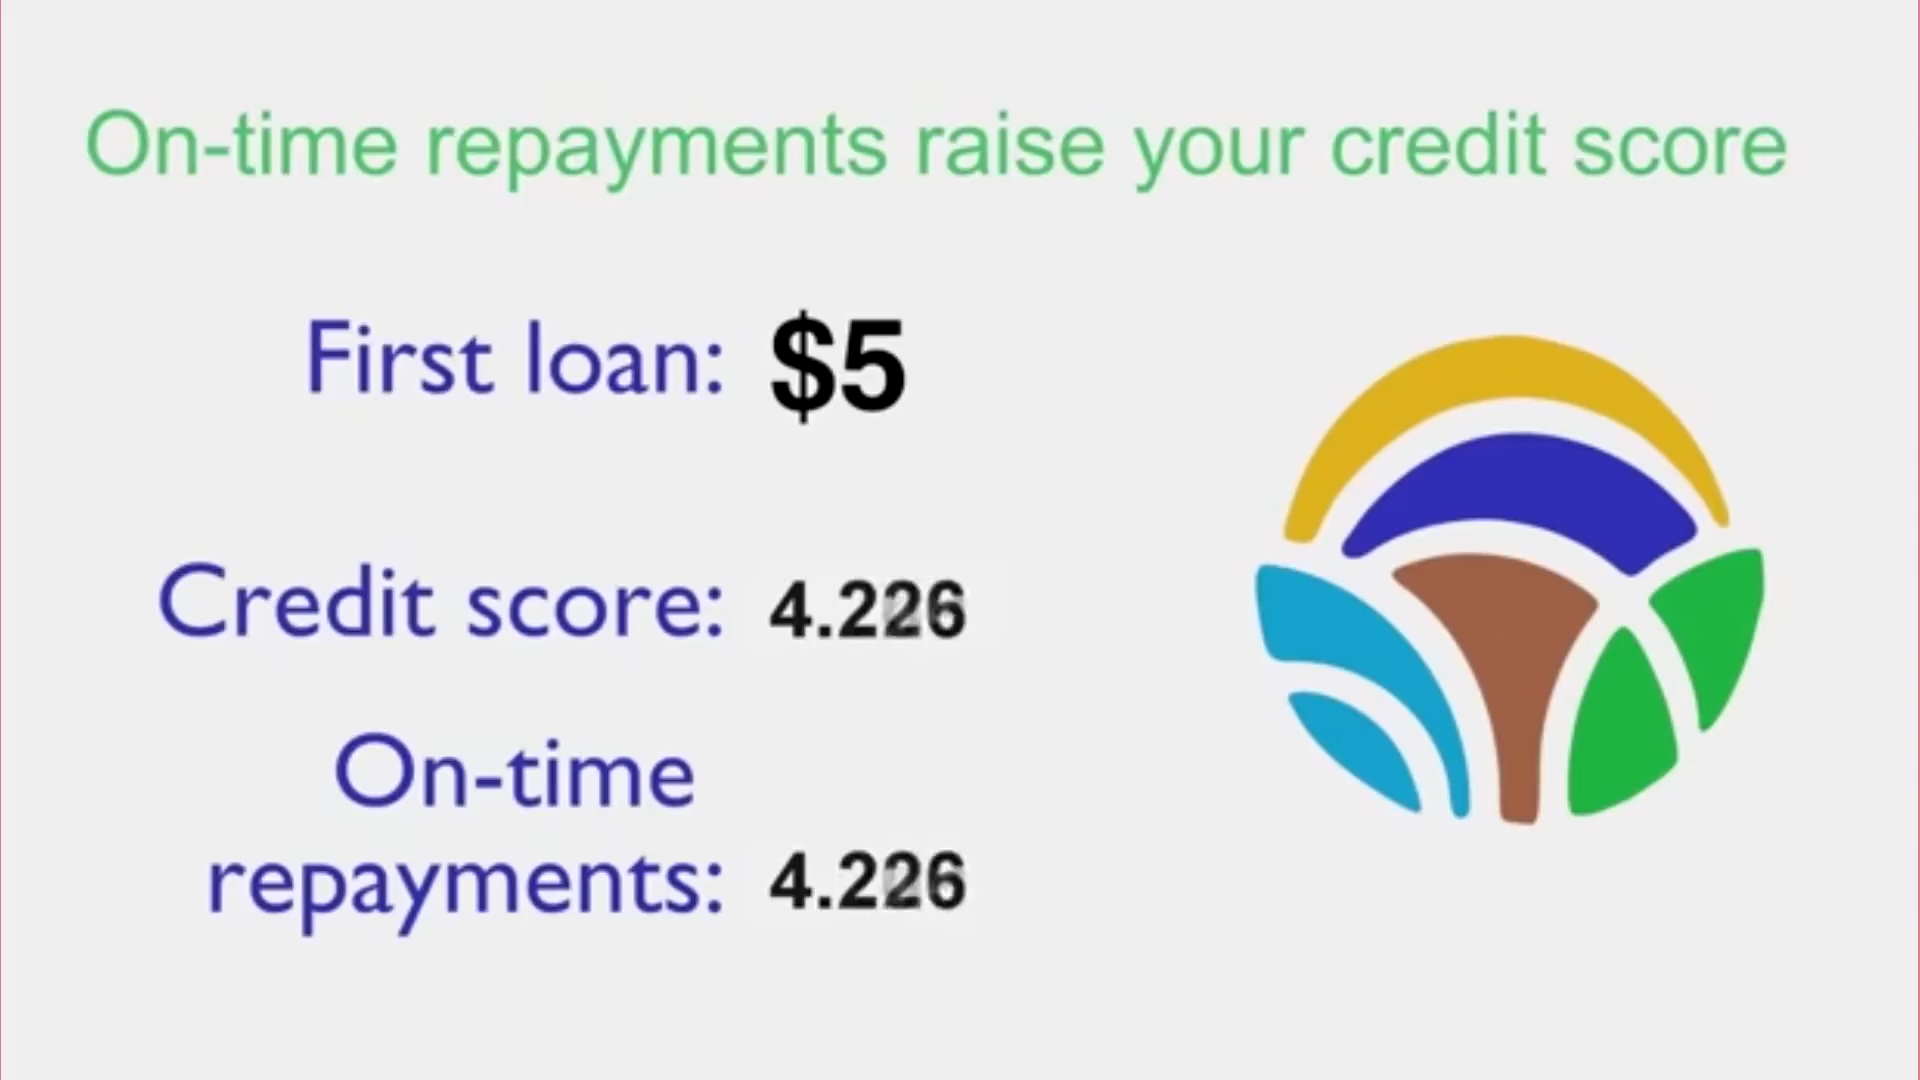 On-time repayments raise your credit score
First loan: $5
Credit score: 4.226
On-time
repayments: 4.226